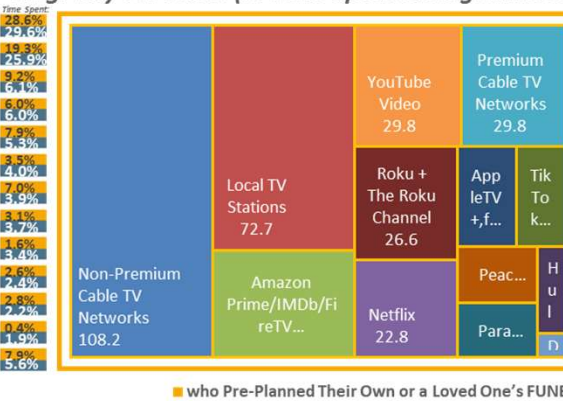 Time Spent:
28.6%
29.6%
19.3%
25.9%
9.2%
6.1%
6.0%
6.0%
7.9%
5.3%
3.5%
4.0%
7.0%
3.9%
3.1%
3.7%
1.6%
3.4%
2.6%
2.4%
2.8%
2.2%
0.4%
1.9%
7.9%
5.6%
Non-Premium
Cable TV
Networks
108.2
Local TV
Stations
72.7
Amazon
Prime/IMDb/Fi
reTV...
YouTube
Video
29.8
Premium
Cable TV
Networks
29.8
Roku +
The Roku
Channel
26.6
Netflix
22.8
App
leTV
+,f...
Tik
To
k...
Peac...
Para...
H
u
l
D
who Pre-Planned Their Own or a Loved One's FUNE